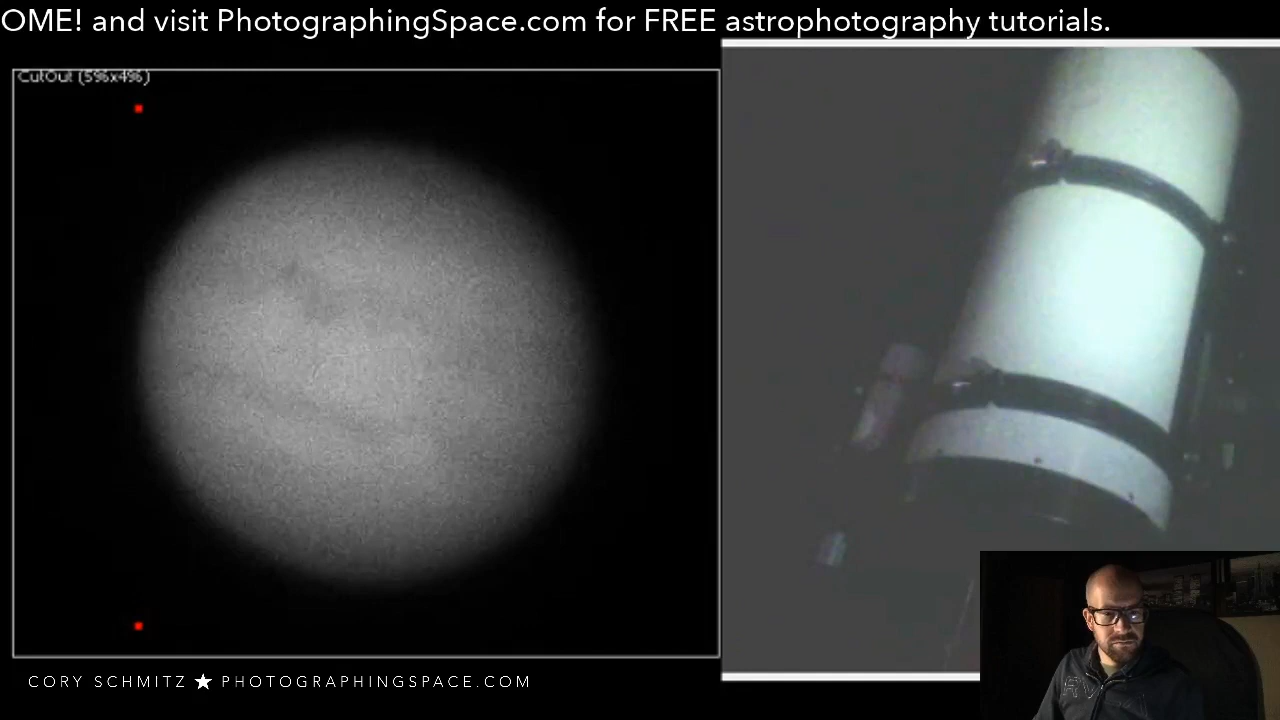 OME! and visit PhotographingSpace.com for FREE astrophotography tutorials.
CutOut (5%x4%)
CORY SCHMITZ ★ PHOTOGRAPHINGSPACE.COM